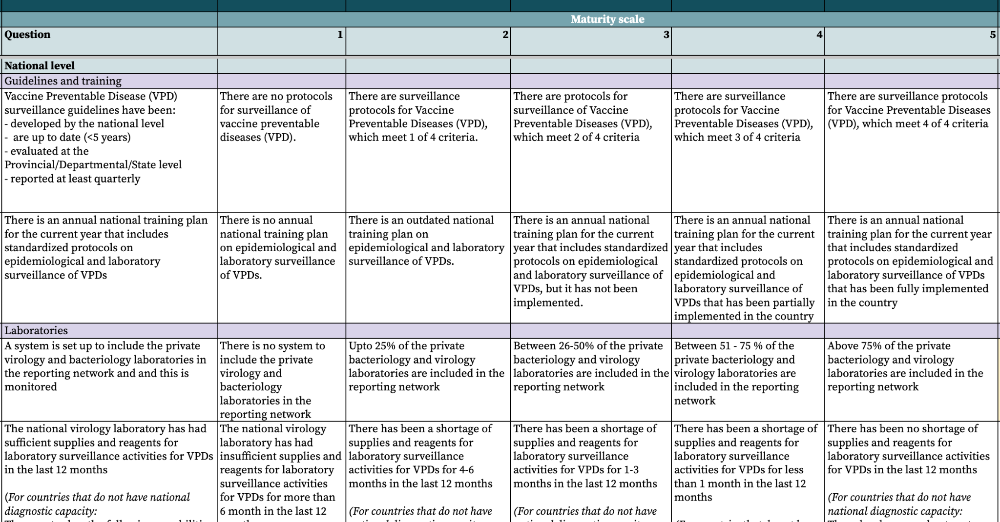 Maturity scale
Question
1
2
3
4
5
National level
Guidelines and training
Vaccine Preventable Disease (VPD)
surveillance guidelines have been:
- developed by the national level
-  are up to date (<5 years)
- evaluated at the
Provincial/Departmental/State level
- reported at least quarterly
There are no protocols
for surveillance of
vaccine preventable
diseases (VPD).
There are surveillance
protocols for Vaccine
Preventable Diseases (VPD),
which meet 1 of 4 criteria.
There are protocols for
surveillance of Vaccine
Preventable Diseases (VPD),
which meet 2 of 4 criteria
There are surveillance
protocols for Vaccine
Preventable Diseases (VPD),
which meet 3 of 4 criteria
There are surveillance protocols
for Vaccine Preventable Diseases
(VPD), which meet 4 of 4 criteria
There is an annual national training plan
for the current year that includes
standardized protocols on
epidemiological and laboratory
surveillance of VPDs
There is no annual
national training plan
on epidemiological and
laboratory surveillance
of VPDs.
There is an outdated national
training plan on
epidemiological and laboratory
surveillance of VPDs.
There is an annual national
training plan for the current
year that includes standardized
protocols on epidemiological
and laboratory surveillance of
VPDs, but it has not been
implemented.
There is an annual national
training plan for the current
year that includes
standardized protocols on
epidemiological and
laboratory surveillance of
VPDs that has been partially
implemented in the country
There is an annual national
training plan for the current year
that includes standardized
protocols on epidemiological and
laboratory surveillance of VPDs
that has been fully implemented
in the country
Laboratories
A system is set up to include the private
virology and bacteriology laboratories in
the reporting network and and this is
monitored
There is no system to
include the private
virology and
bacteriology
laboratories in the
reporting network
Upto 25% of the private
bacteriology and virology
laboratories are included in the
reporting network
Between 26-50% of the private
bacteriology and virology
laboratories are included in the
reporting network
Between 51 - 75 % of the
private bacteriology and
virology laboratories are
included in the reporting
network
Above 75% of the private
bacteriology and virology
laboratories are included in the
reporting network
The national virology laboratory has had
sufficient supplies and reagents for
laboratory surveillance activities for VPDs
in the last 12 months
(For countries that do not have national
diagnostic capacity:
The national virology
laboratory has had
insufficient supplies and
reagents for laboratory
surveillance activities
for VPDs for more than
6 month in the last 12
There has been a shortage of
supplies and reagents for
laboratory surveillance
activities for VPDs for 4-6
months in the last 12 months
(For countries that do not have
There has been a shortage of
supplies and reagents for
laboratory surveillance
activities for VPDs for 1-3
months in the last 12 months
(For countries that do not have
There has been a shortage of
supplies and reagents for
laboratory surveillance
activities for VPDs for less
than 1 month in the last 12
months
There has been no shortage of
supplies and reagents for
laboratory surveillance activities
for VPDs in the last 12 months
(For countries that do not have
national diagnostic capacity: